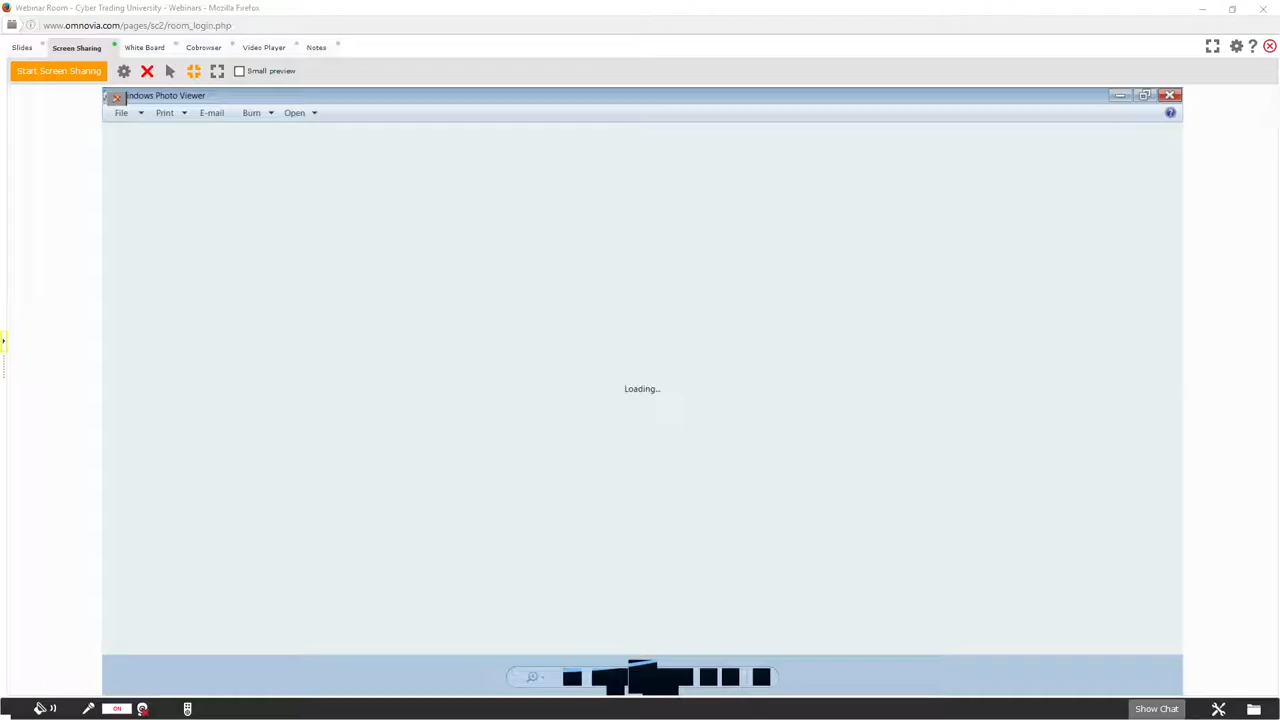 Webinar Room - Cyber Trading University - Webinars - Mozilla Firefox
www.omnovia.com/pages/sc2/room_login.php
Slides Screen Sharing White Board Cobrowser Video Player Notes
Start Screen Sharing Small preview
indows Photo Viewer
File Print E-mail Burn Open
Loading...
ON Show Chat